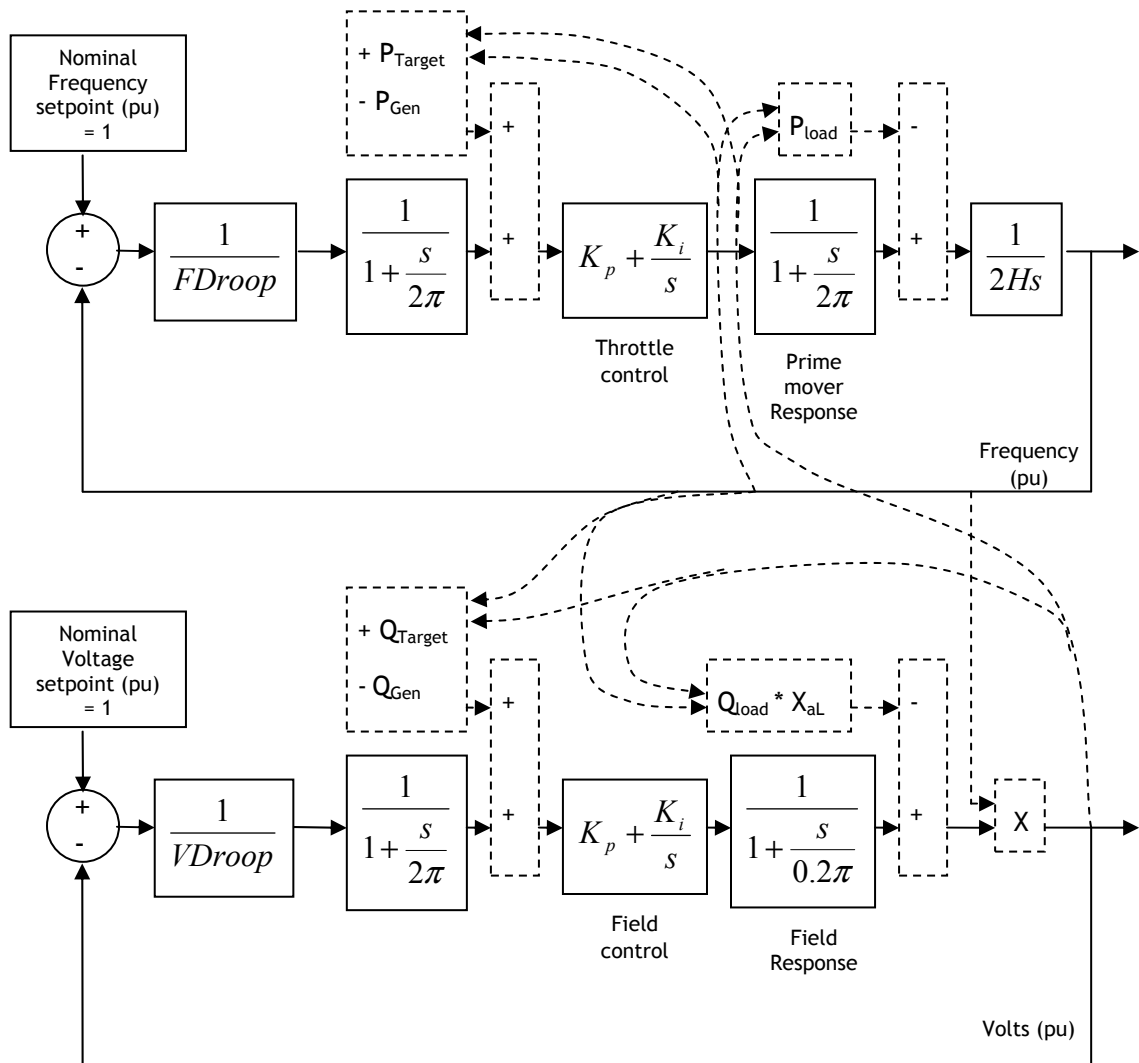 Nominal
Frequency
setpoint (pu)
= 1
+ P_Target
- P_Gen
+
+
P_load
-
+
+
-
1
FDroop
1
1 + s
2π
K_p + K_i
s
1
1 + s
2π
1
2Hs
Throttle
control
Prime
mover
Response
Frequency
(pu)
Nominal
Voltage
setpoint (pu)
= 1
+ Q_Target
- Q_Gen
+
+
Q_load * X_aL
-
+
+
-
1
VDroop
1
1 + s
2π
K_p + K_i
s
1
1 + s
0.2π
X
Field
control
Field
Response
Volts (pu)